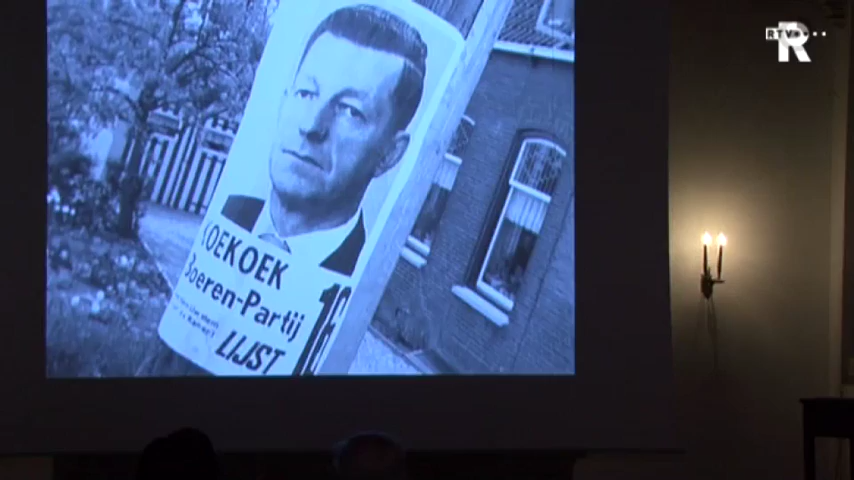 RTV
R
KOEKOEK
Boeren-Partij
LIJST
16